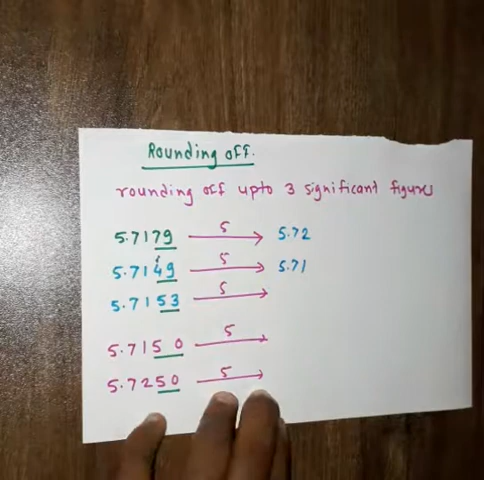 Rounding off.
rounding off upto 3 significant figures
5.7179 5 5.72
5.7149 5 5.71
5.7153 5
5.7150 5
5.7250 5